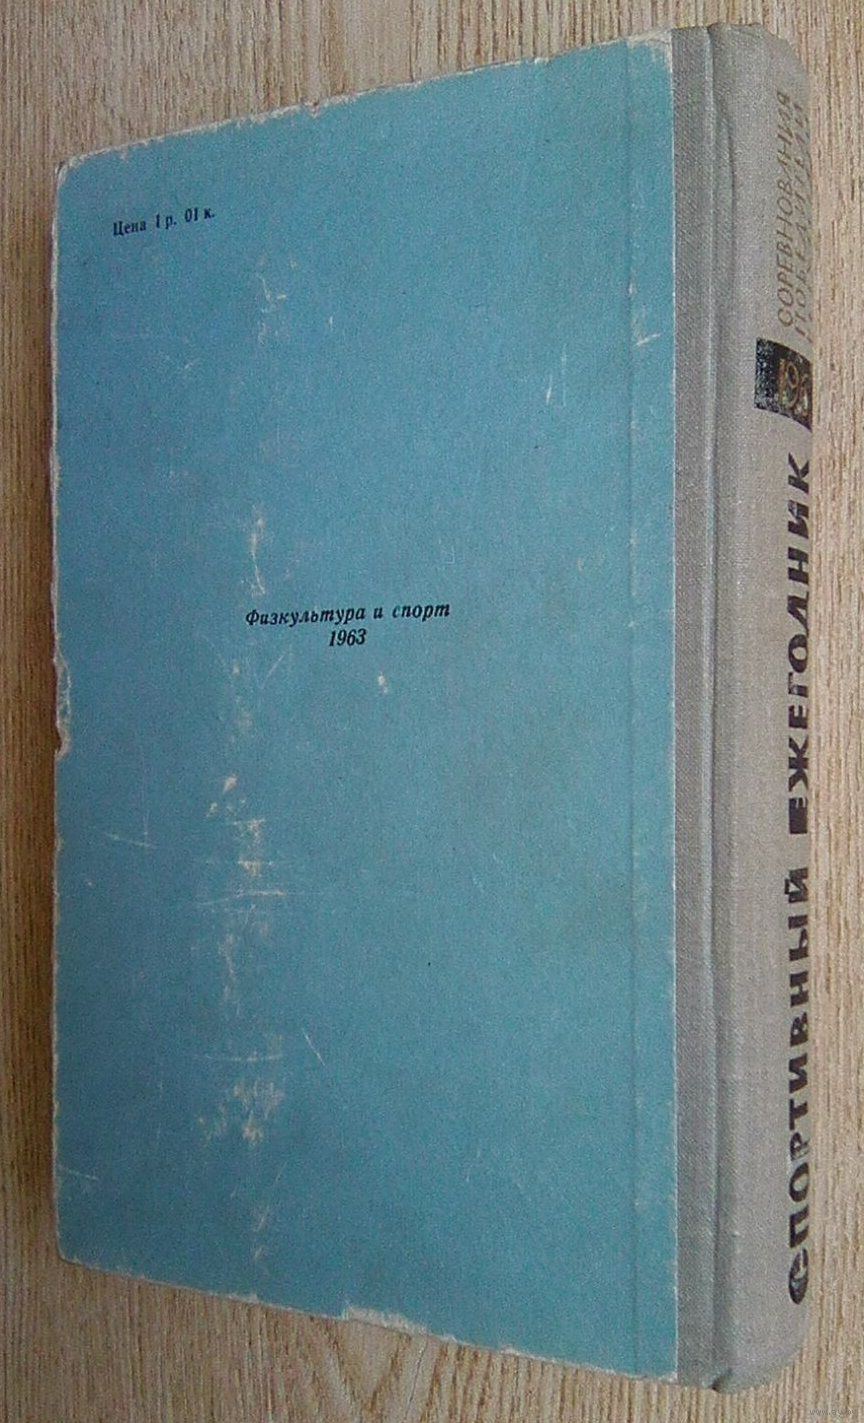 Цена 1 р. 01 к.
Физкультура и спорт
1963
СПОРТИВНЫЙ ЕЖЕГОДНИК
СОРЕВНОВАНИЯ